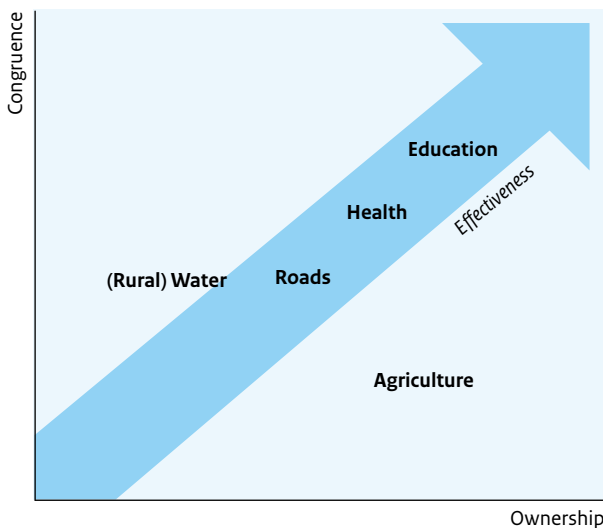 Congruence
Education
Effectiveness
Health
(Rural) Water
Roads
Agriculture
Ownership